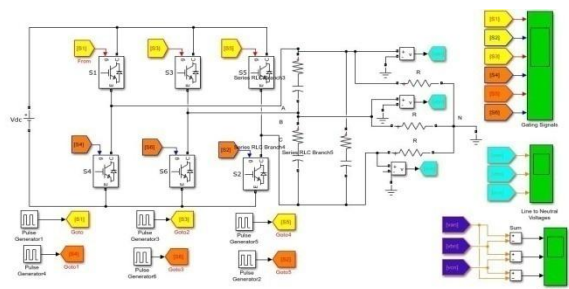 [S1]
[S3]
[S5]
From
S1
S3
S5
Series RLC Branch3
R
Vdc
A
B
C
N
R
R
[S4]
[S6]
[S2]
Series RLC Branch4
Series RLC Branch5
S4
S6
S2
[S1]
[S2]
[S3]
[S4]
[S5]
[S6]
Gating Signals
Line to Neutral
Voltages
Sum
[S1]
Goto
[S3]
Goto2
[S5]
Goto4
Pulse
Generator1
Pulse
Generator3
Pulse
Generator5
[S4]
Goto1
[S6]
Goto3
[S2]
Goto5
Pulse
Generator4
Pulse
Generator6
Pulse
Generator2